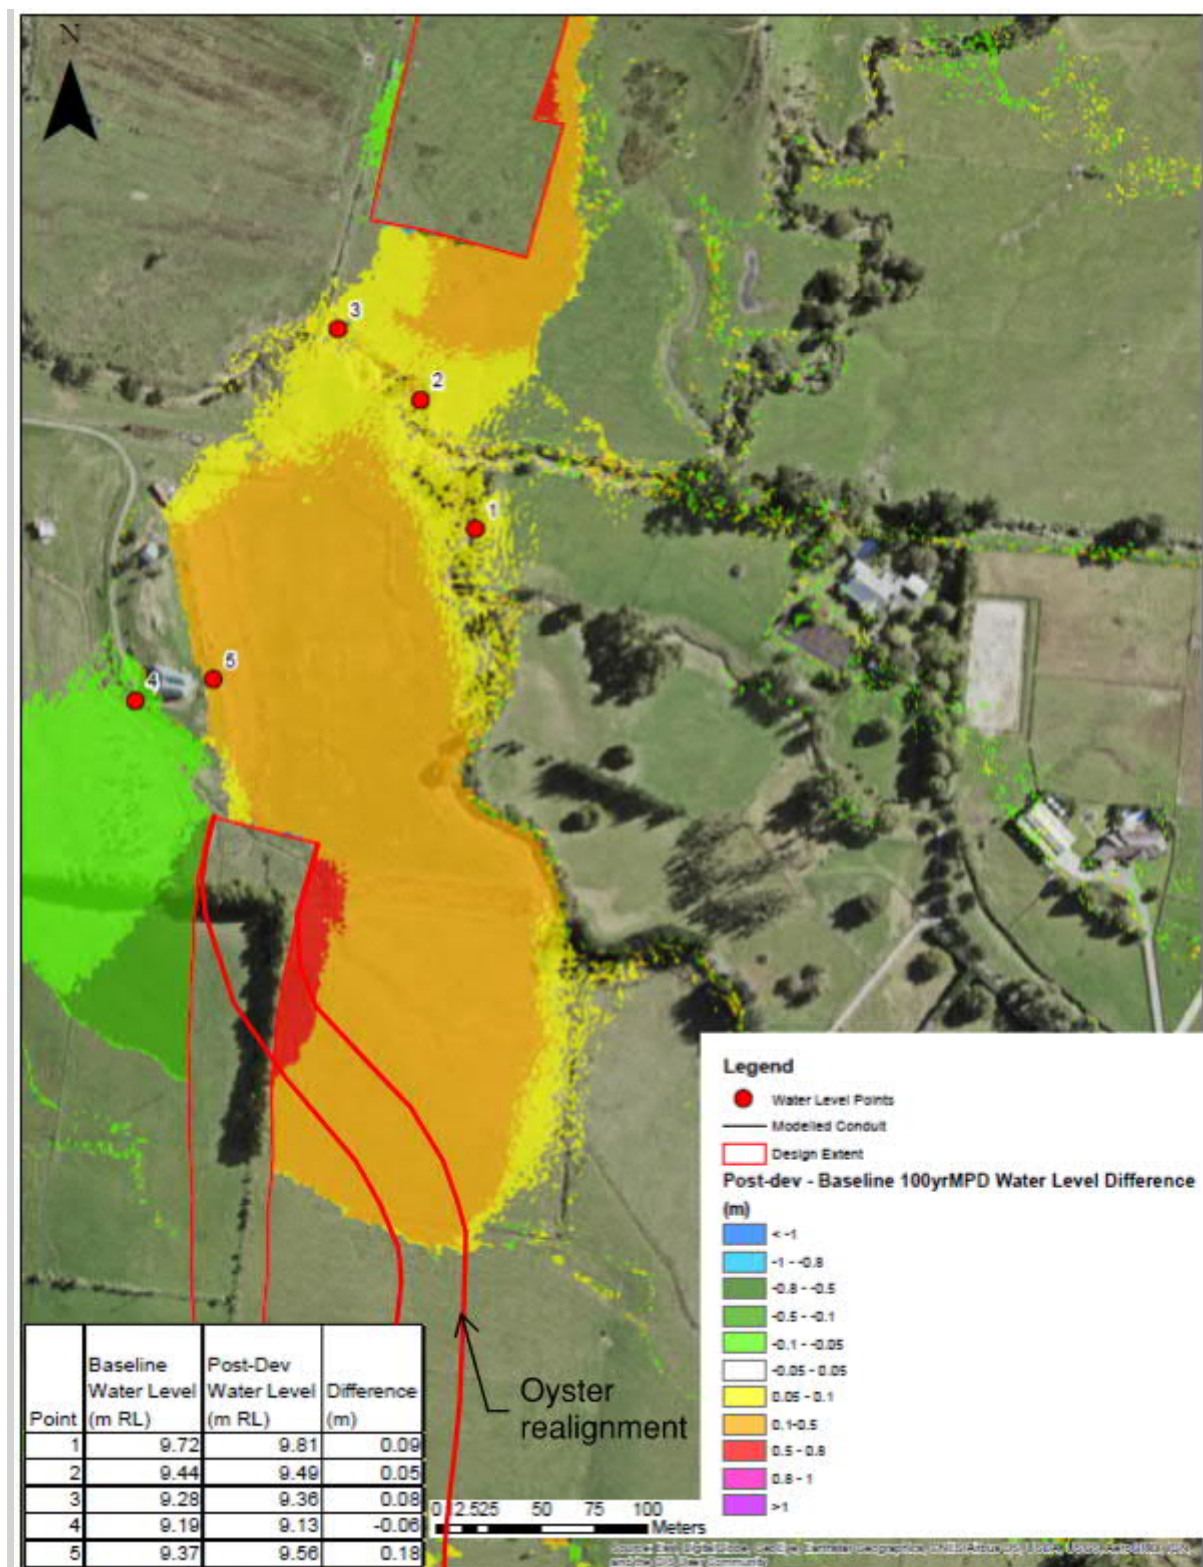 N
3
2
1
5
4
Legend
Water Level Points
Modelled Conduit
Design Extent
Post-dev - Baseline 100yrMPD Water Level Difference
(m)
< -1
-1 - -0.8
-0.8 - -0.5
-0.5 - -0.1
-0.1 - -0.05
-0.05 - 0.05
0.05 - 0.1
0.1-0.5
0.5 - 0.8
0.8 - 1
>1
Oyster
realignment
Point Baseline Water Level (m RL) Post-Dev Water Level (m RL) Difference (m)
1 9.72 9.81 0.09
2 9.44 9.49 0.05
3 9.28 9.36 0.08
4 9.19 9.13 -0.06
5 9.37 9.56 0.18
0 12.525 50 75 100
Meters